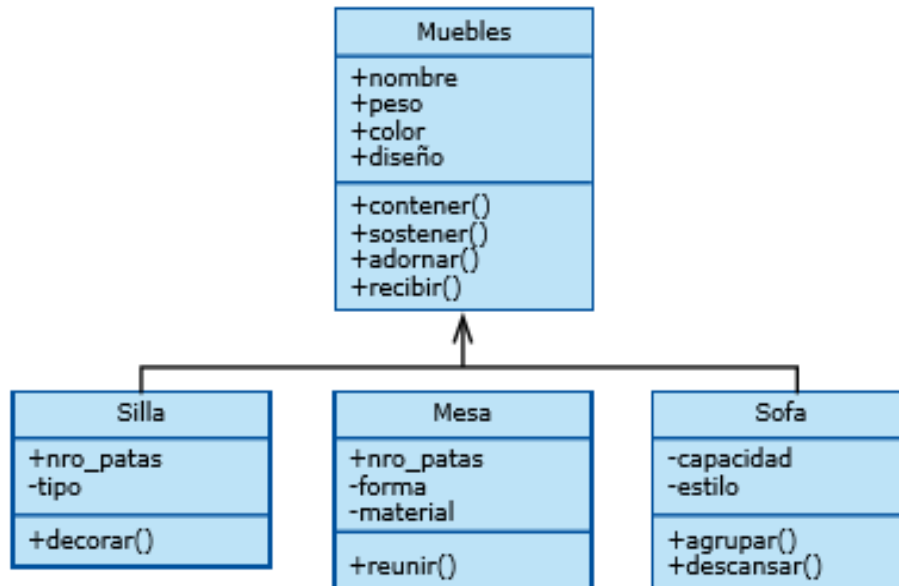 Muebles
+nombre
+peso
+color
+diseño
+contener()
+sostener()
+adornar()
+recibir()
Silla
+nro_patas
-tipo
+decorar()
Mesa
+nro_patas
-forma
-material
+reunir()
Sofa
-capacidad
-estilo
+agrupar()
+descansar()